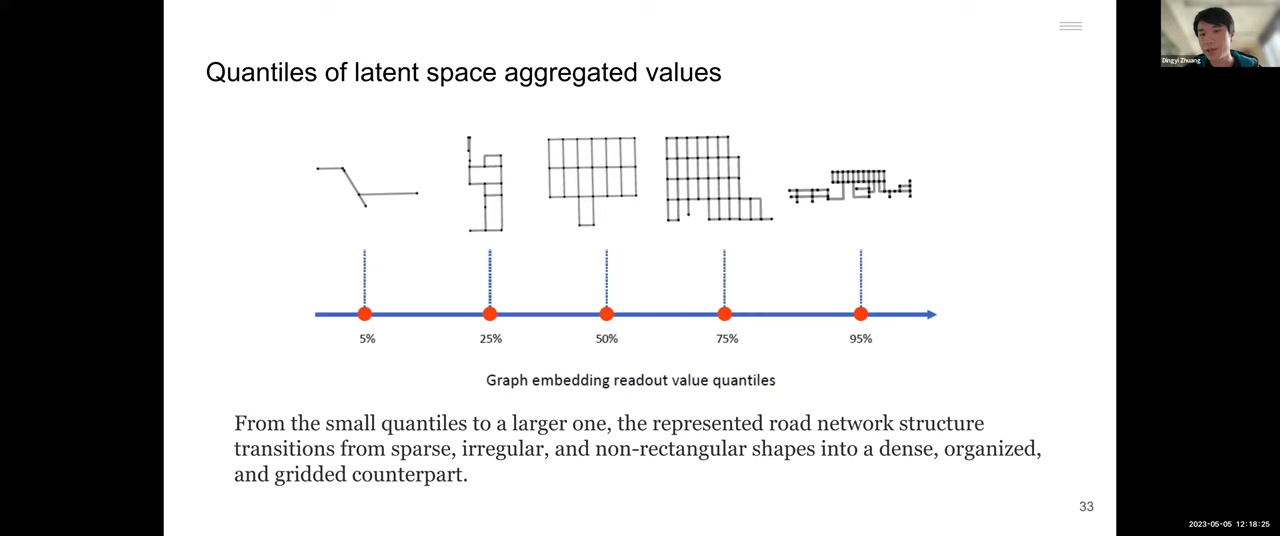 Quantiles of latent space aggregated values
Dingyi Zhuang
5%
25%
50%
75%
95%
Graph embedding readout value quantiles
From the small quantiles to a larger one, the represented road network structure
transitions from sparse, irregular, and non-rectangular shapes into a dense, organized,
and gridded counterpart.
33
2023-05-05 12:18:25